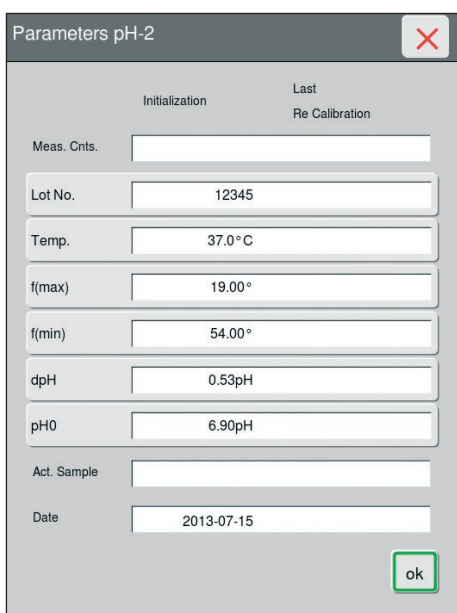 Parameters pH-2
Last
Initialization
Re Calibration
Meas. Cnts.
Lot No. 12345
Temp. 37.0°C
f(max) 19.00°
f(min) 54.00°
dpH 0.53pH
pH0 6.90pH
Act. Sample
Date 2013-07-15
ok